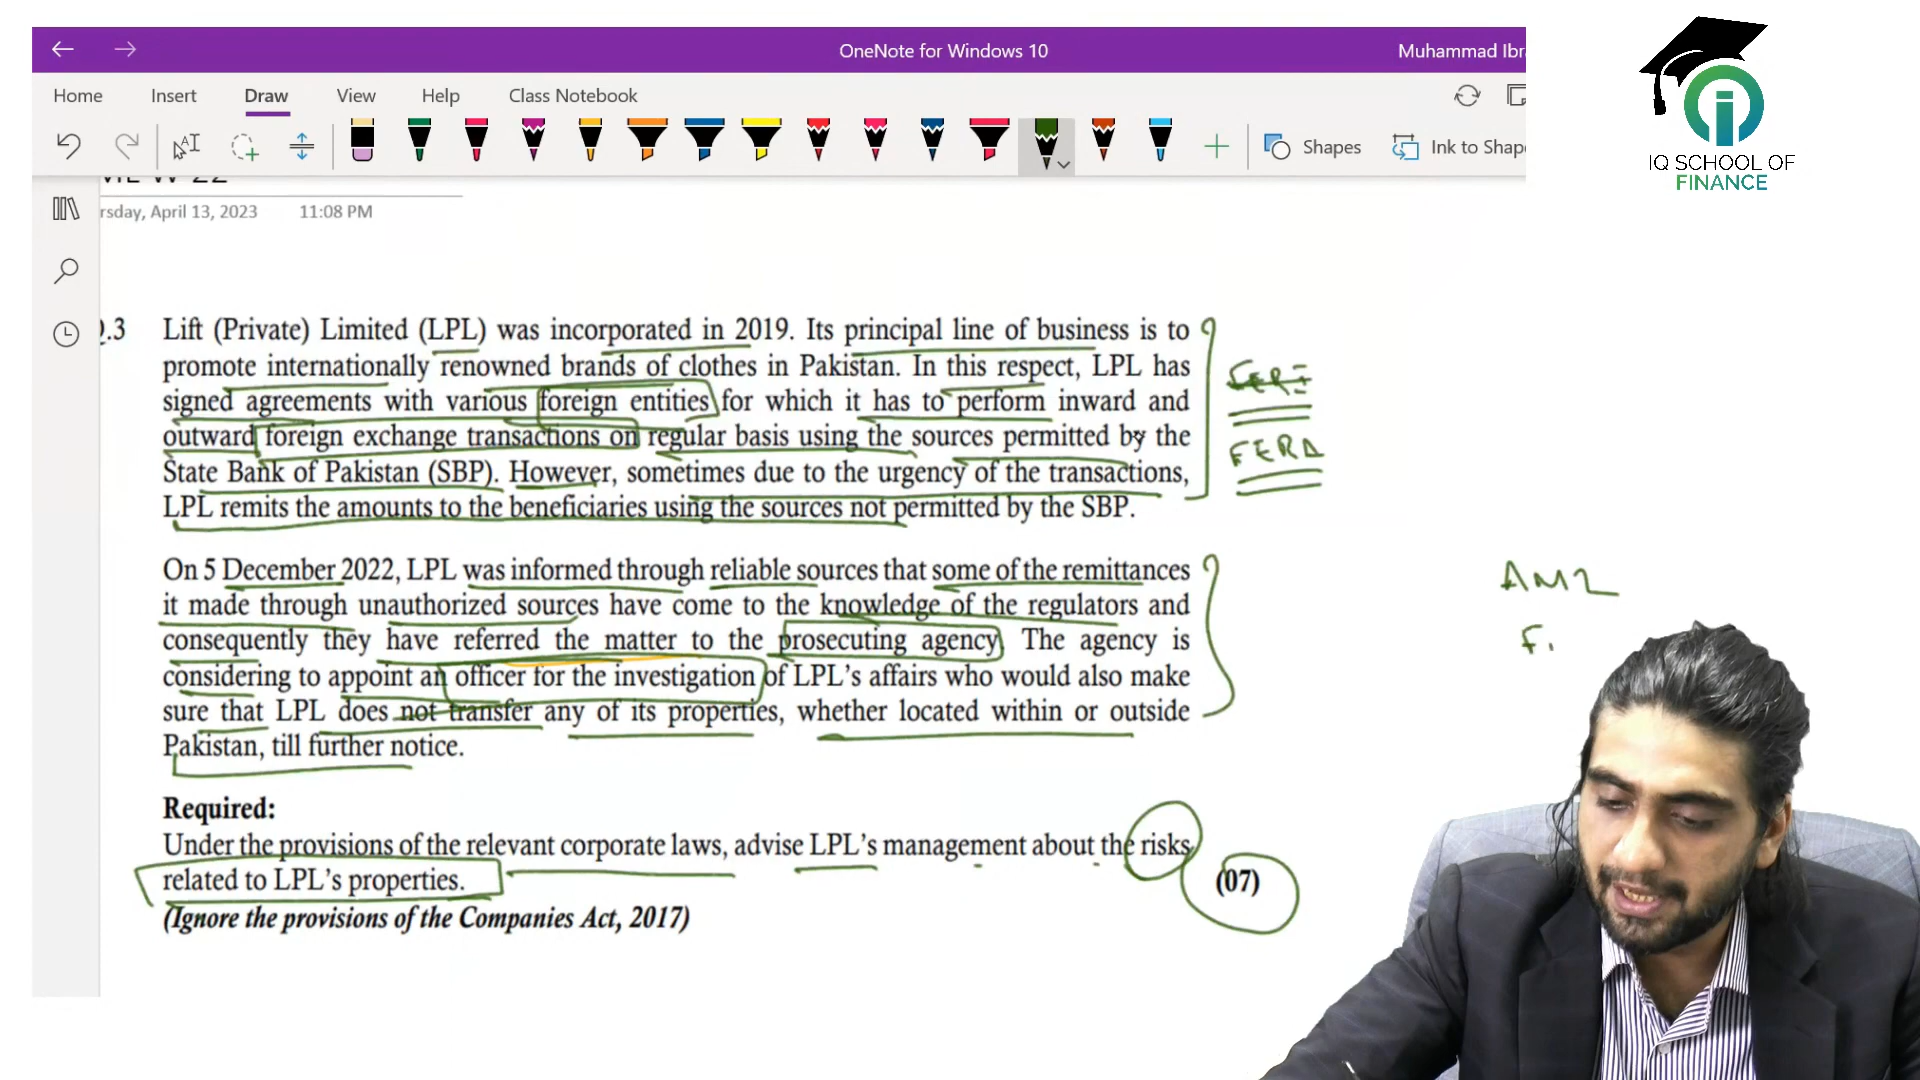 OneNote for Windows 10
Muhammad Ibr
Home Insert Draw View Help Class Notebook
Shapes
Ink to Shap
IQ SCHOOL OF
FINANCE
rsday, April 13, 2023 11:08 PM
.3 Lift (Private) Limited (LPL) was incorporated in 2019. Its principal line of business is to
promote internationally renowned brands of clothes in Pakistan. In this respect, LPL has
signed agreements with various foreign entities for which it has to perform inward and
outward foreign exchange transactions on regular basis using the sources permitted by the
State Bank of Pakistan (SBP). However, sometimes due to the urgency of the transactions,
LPL remits the amounts to the beneficiaries using the sources not permitted by the SBP.
FERA
On 5 December 2022, LPL was informed through reliable sources that some of the remittances
it made through unauthorized sources have come to the knowledge of the regulators and
consequently they have referred the matter to the prosecuting agency. The agency is
considering to appoint an officer for the investigation of LPL's affairs who would also make
sure that LPL does not transfer any of its properties, whether located within or outside
Pakistan, till further notice.
AML
F
Required:
Under the provisions of the relevant corporate laws, advise LPL's management about the risks
related to LPL's properties.
(07)
(Ignore the provisions of the Companies Act, 2017)